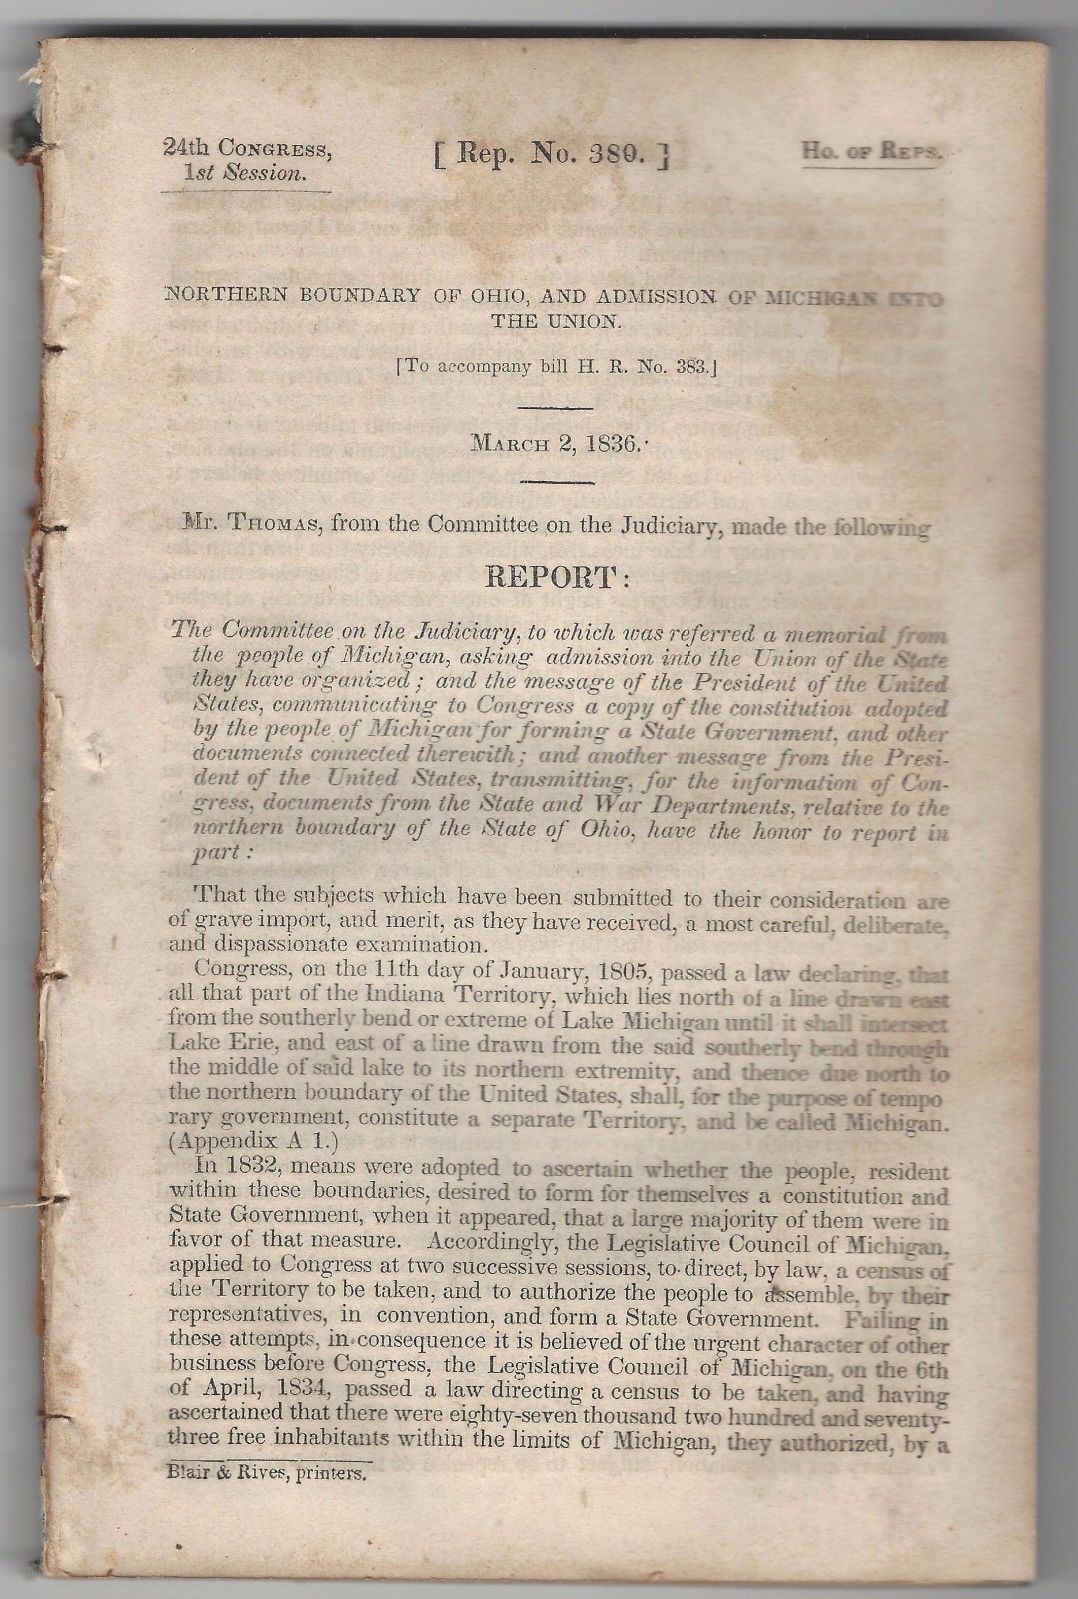 24th Congress,
1st Session.
[ Rep. No. 380. ]
Ho. of Reps.
NORTHERN BOUNDARY OF OHIO, AND ADMISSION OF MICHIGAN INTO
THE UNION.
[To accompany bill H. R. No. 383.]
March 2, 1836.
Mr. Thomas, from the Committee on the Judiciary, made the following
REPORT:
The Committee on the Judiciary, to which was referred a memorial from
the people of Michigan, asking admission into the Union of the State
they have organized; and the message of the President of the United
States, communicating to Congress a copy of the constitution adopted
by the people of Michigan for forming a State Government, and other
documents connected therewith; and another message from the Presi-
dent of the United States, transmitting, for the information of Con-
gress, documents from the State and War Departments, relative to the
northern boundary of the State of Ohio, have the honor to report in
part:
That the subjects which have been submitted to their consideration are
of grave import, and merit, as they have received, a most careful, deliberate,
and dispassionate examination.
Congress, on the 11th day of January, 1805, passed a law declaring, that
all that part of the Indiana Territory, which lies north of a line drawn east
from the southerly bend or extreme of Lake Michigan until it shall intersect
Lake Erie, and east of a line drawn from the said southerly bend through
the middle of said lake to its northern extremity, and thence due north to
the northern boundary of the United States, shall, for the purpose of tempo
rary government, constitute a separate Territory, and be called Michigan.
(Appendix A 1.)
In 1832, means were adopted to ascertain whether the people, resident
within these boundaries, desired to form for themselves a constitution and
State Government, when it appeared, that a large majority of them were in
favor of that measure. Accordingly, the Legislative Council of Michigan,
applied to Congress at two successive sessions, to direct, by law, a census of
the Territory to be taken, and to authorize the people to assemble, by their
representatives, in convention, and form a State Government. Failing in
these attempts, in consequence it is believed of the urgent character of other
business before Congress, the Legislative Council of Michigan, on the 6th
of April, 1834, passed a law directing a census to be taken, and having
ascertained that there were eighty-seven thousand two hundred and seventy-
three free inhabitants within the limits of Michigan, they authorized, by a
Blair & Rives, printers.